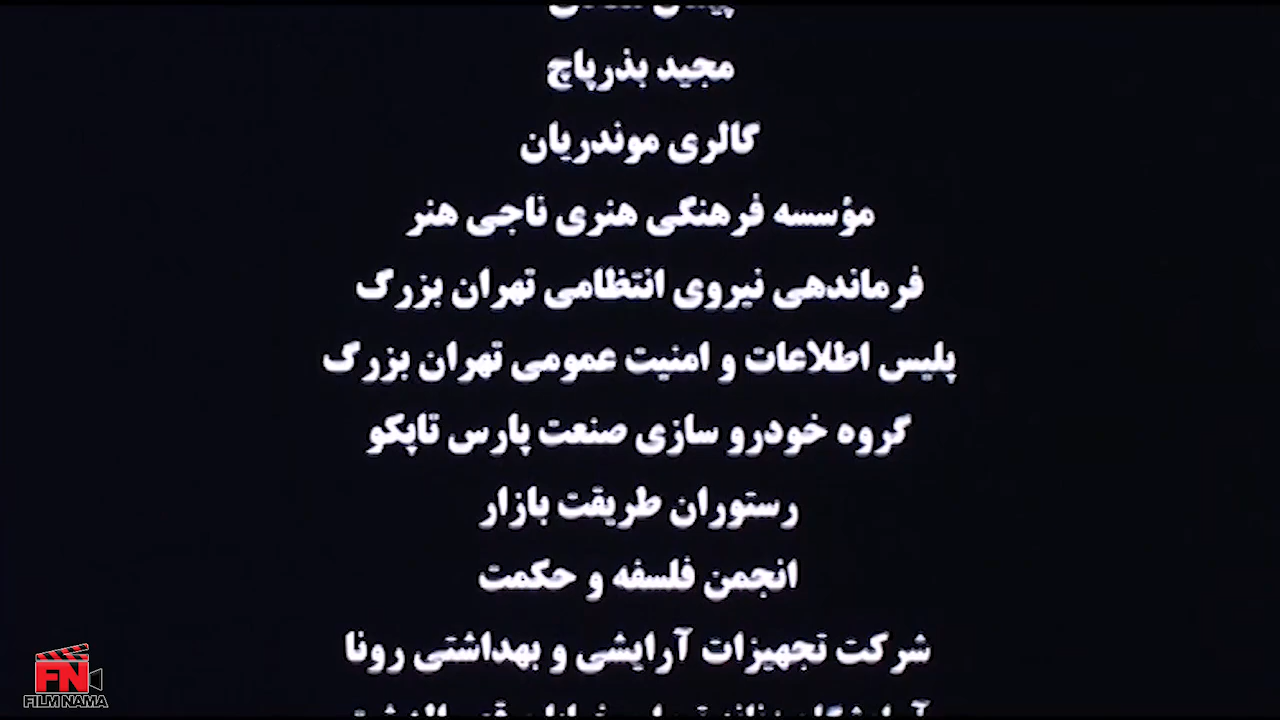 مجید بذرپاچ
گالری موندریان
مؤسسه فرهنگی هنری ناجی هنر
فرماندهی نیروی انتظامی تهران بزرگ
پلیس اطلاعات و امنیت عمومی تهران بزرگ
گروه خودرو سازی صنعت پارس تاپکو
رستوران طریقت بازار
انجمن فلسفه و حکمت
شرکت تجهیزات آرایشی و بهداشتی رونا
FN
FILM NAMA